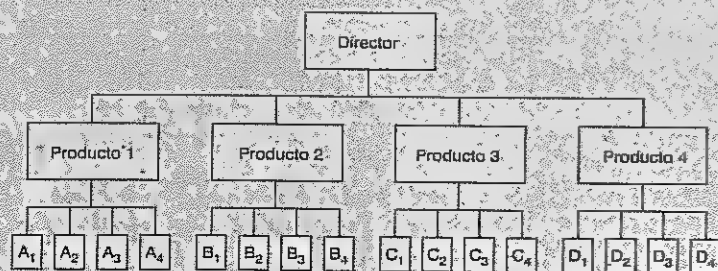 Director
Producto 1 Producto 2 Producto 3 Producto 4
A₁ A₂ A₃ A₄ B₁ B₂ B₃ B₄ C₁ C₂ C₃ C₄ D₁ D₂ D₃ D₄